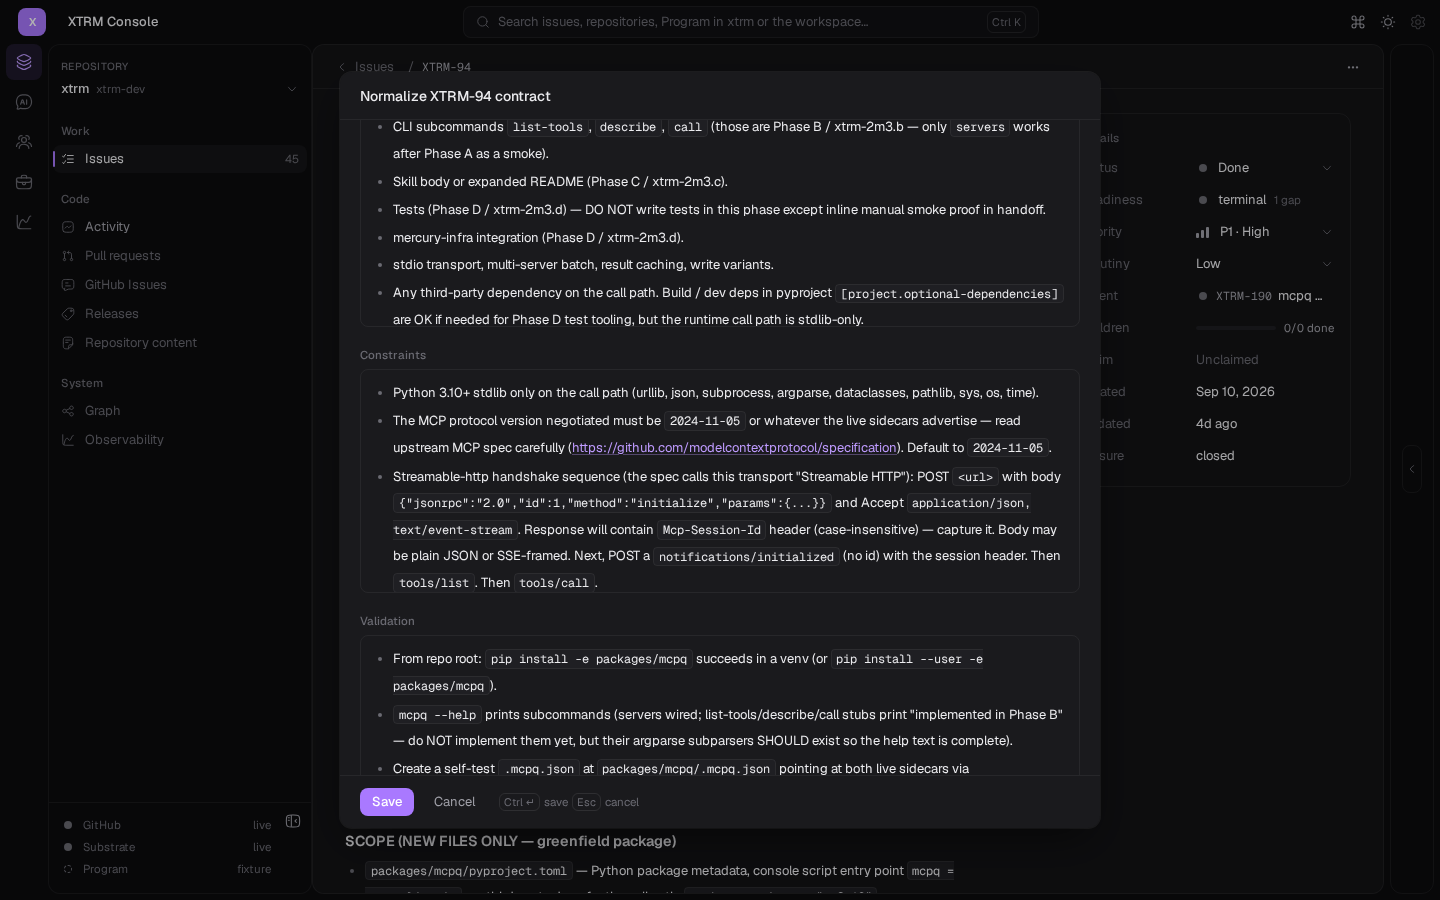 X XTRM Console
Search issues, repositories, Program in xtrm or the workspace... Ctrl K
REPOSITORY
xtrm xtrm-dev
Work
Issues 45
Code
Activity
Pull requests
GitHub Issues
Releases
Repository content
System
Graph
Observability
GitHub live
Substrate live
Program fixture
Issues / XTRM-94
Normalize XTRM-94 contract
CLI subcommands list-tools, describe, call (those are Phase B / xtrm-2m3.b — only servers works
after Phase A as a smoke).
Skill body or expanded README (Phase C / xtrm-2m3.c).
Tests (Phase D / xtrm-2m3.d) — DO NOT write tests in this phase except inline manual smoke proof in handoff.
mercury-infra integration (Phase D / xtrm-2m3.d).
stdio transport, multi-server batch, result caching, write variants.
Any third-party dependency on the call path. Build / dev deps in pyproject [project.optional-dependencies]
are OK if needed for Phase D test tooling, but the runtime call path is stdlib-only.
Constraints
Python 3.10+ stdlib only on the call path (urllib, json, subprocess, argparse, dataclasses, pathlib, sys, os, time).
The MCP protocol version negotiated must be 2024-11-05 or whatever the live sidecars advertise — read
upstream MCP spec carefully (https://github.com/modelcontextprotocol/specification). Default to 2024-11-05.
Streamable-http handshake sequence (the spec calls this transport "Streamable HTTP"): POST <url> with body
{"jsonrpc":"2.0","id":1,"method":"initialize","params":{...}} and Accept application/json,
text/event-stream. Response will contain Mcp-Session-Id header (case-insensitive) — capture it. Body may
be plain JSON or SSE-framed. Next, POST a notifications/initialized (no id) with the session header. Then
tools/list. Then tools/call.
Validation
From repo root: pip install -e packages/mcpq succeeds in a venv (or pip install --user -e
packages/mcpq).
mcpq --help prints subcommands (servers wired; list-tools/describe/call stubs print "implemented in Phase B"
— do NOT implement them yet, but their argparse subparsers SHOULD exist so the help text is complete).
Create a self-test .mcpq.json at packages/mcpq/.mcpq.json pointing at both live sidecars via
Save Cancel Ctrl ↵ save Esc cancel
SCOPE (NEW FILES ONLY — greenfield package)
packages/mcpq/pyproject.toml — Python package metadata, console script entry point mcpq =
ails
tus Done
adiness terminal 1 gap
ority P1 · High
utiny Low
ent XTRM-190 mcpq ...
ldren 0/0 done
im Unclaimed
ated Sep 10, 2026
dated 4d ago
sure closed